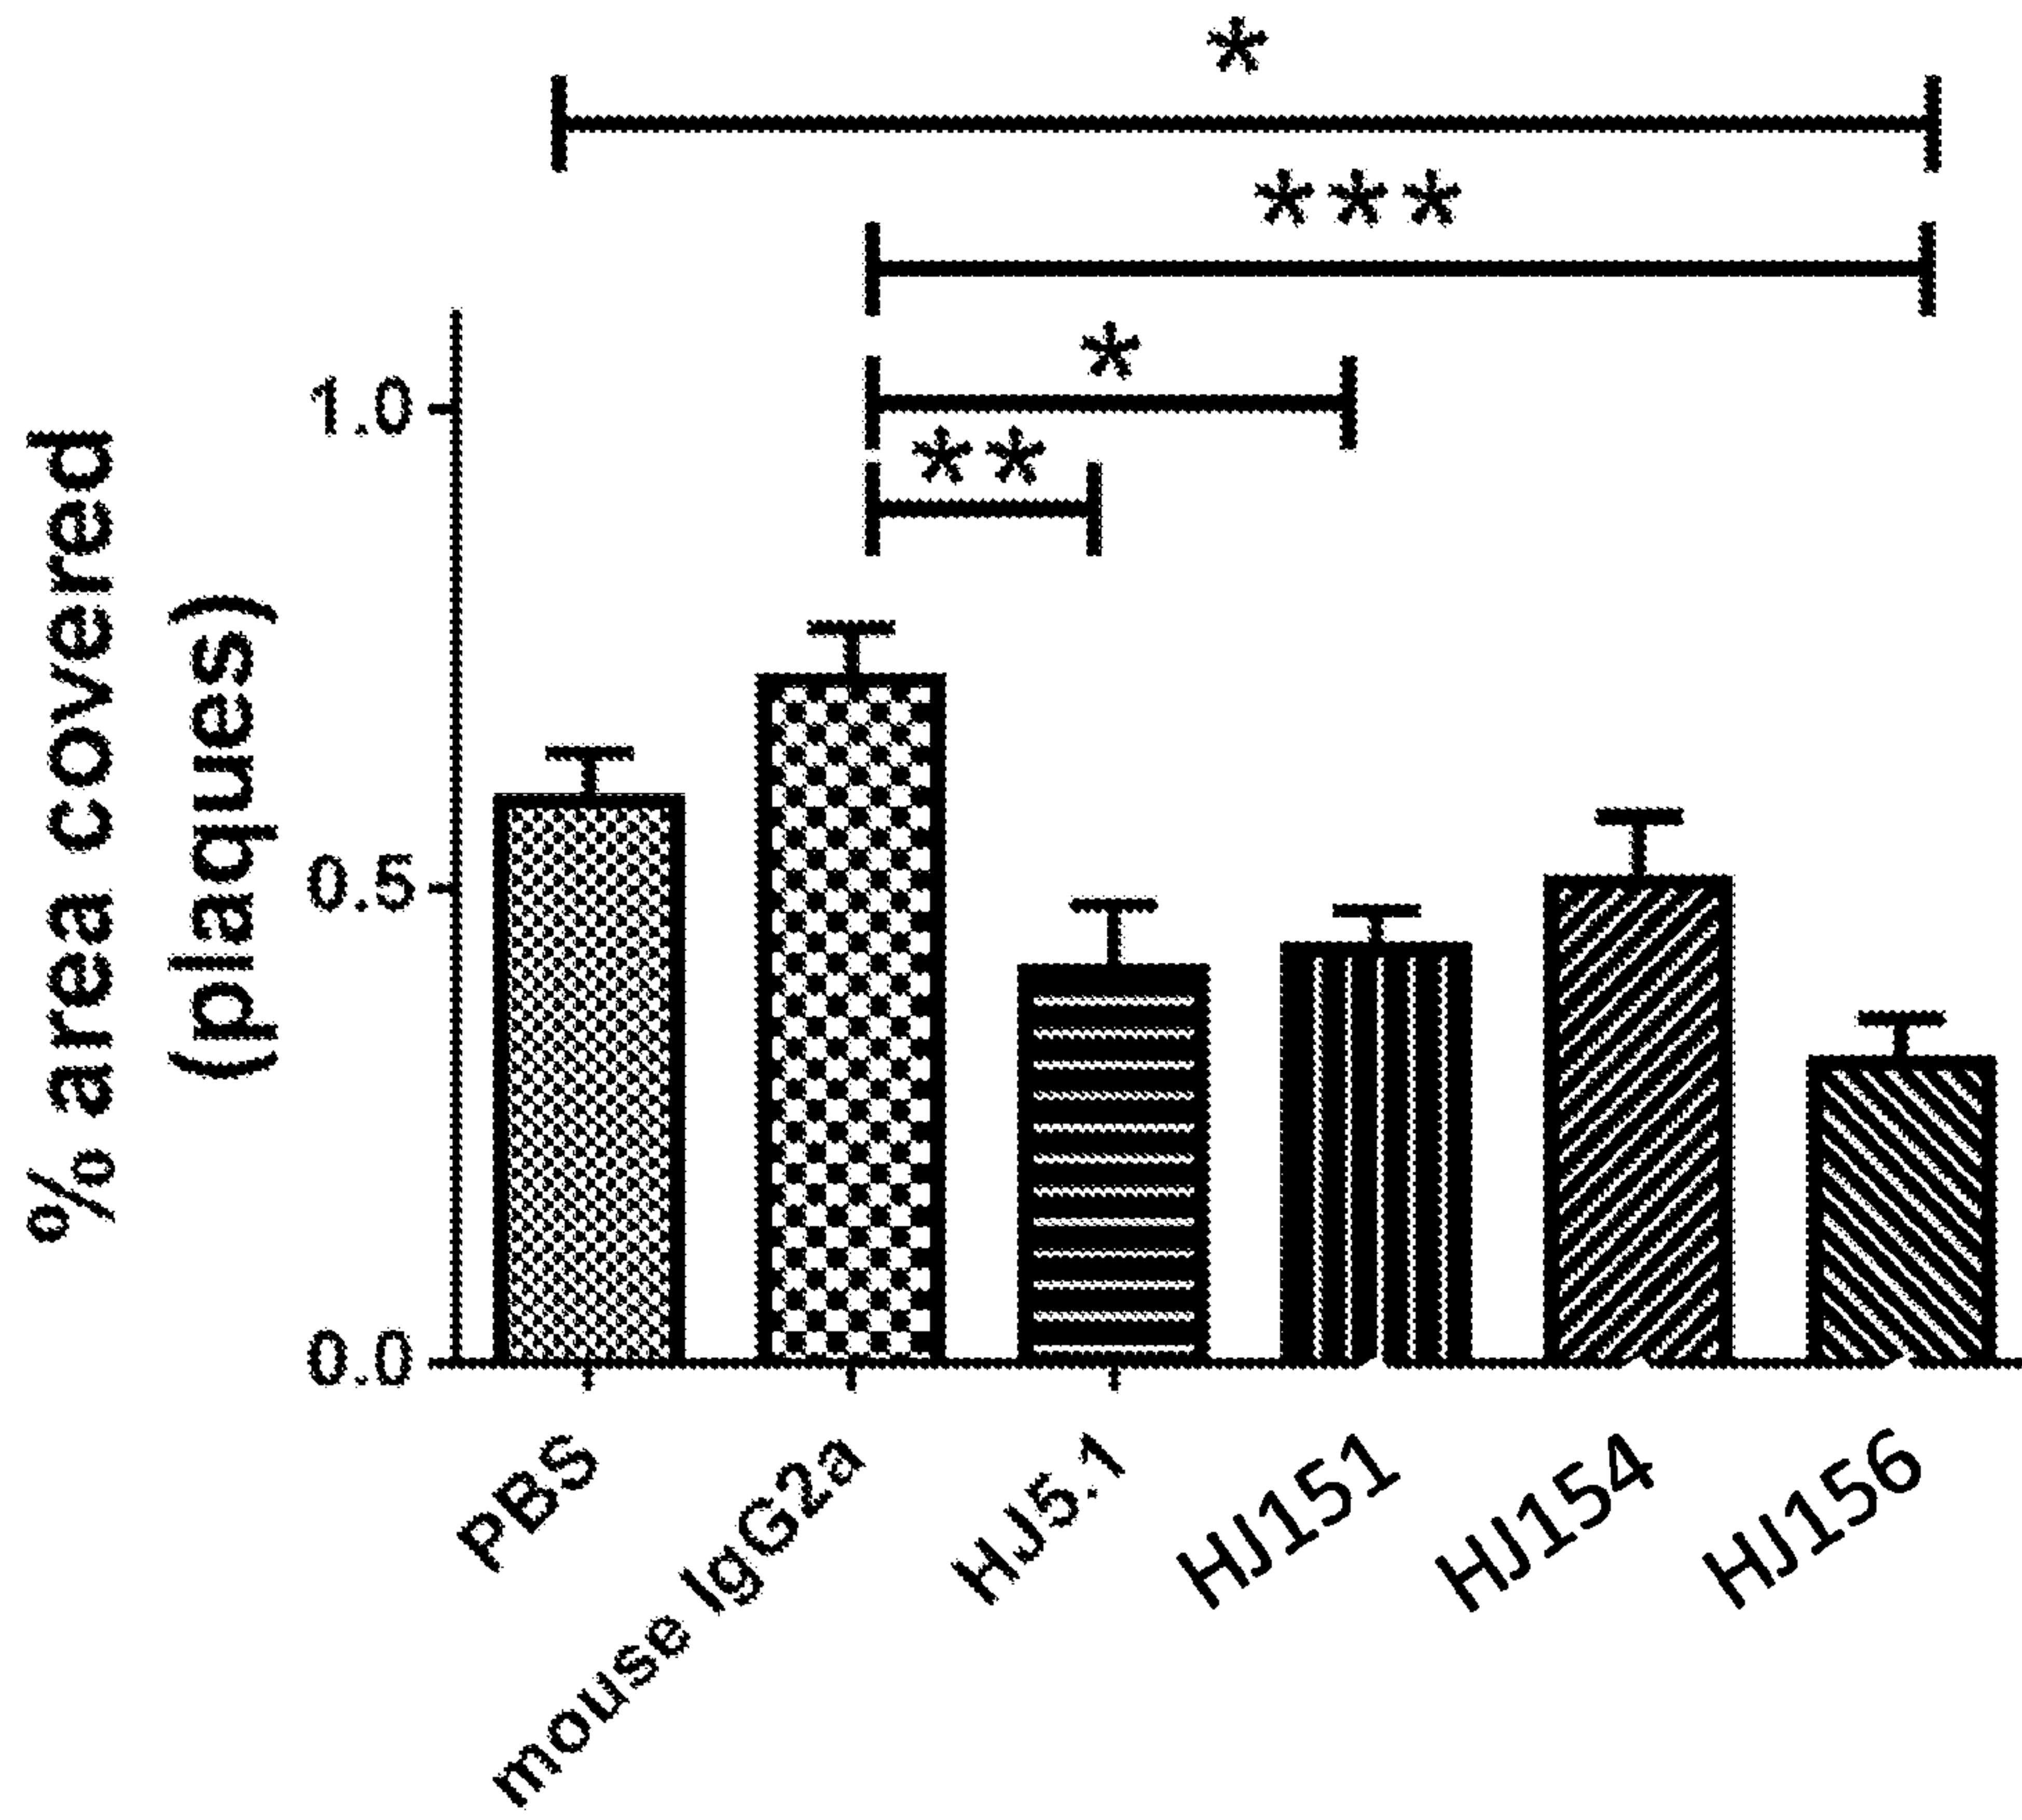 *
***
*
**
1.0
0.5
0.0
% area covered
(plaques)
PBS
mouse IgG2a
HJ5.1
HJ151
HJ154
HJ156